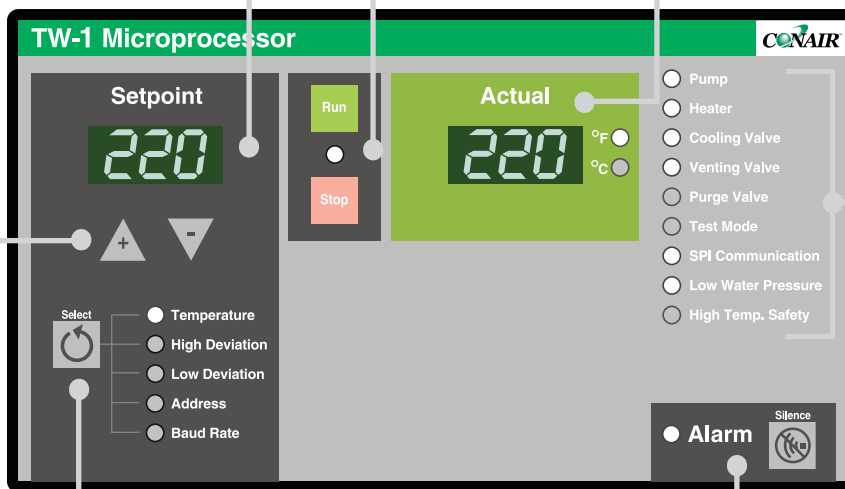 TW-1 Microprocessor
CONAIR
Setpoint
220
+
-
Select
Temperature
High Deviation
Low Deviation
Address
Baud Rate
Run
Stop
Actual
220
°F
°C
Pump
Heater
Cooling Valve
Venting Valve
Purge Valve
Test Mode
SPI Communication
Low Water Pressure
High Temp. Safety
Alarm
Silence